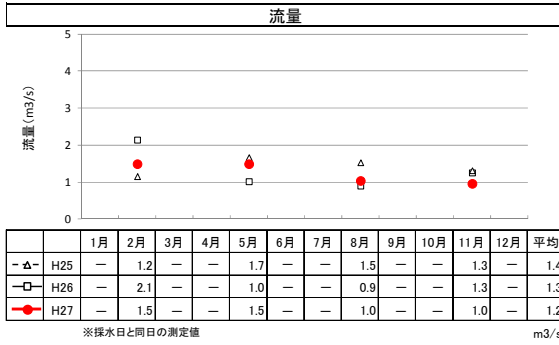 流量
流量(m3/s)
5
4
3
2
1
0
1月 2月 3月 4月 5月 6月 7月 8月 9月 10月 11月 12月 平均
H25 — 1.2 — — 1.7 — — 1.5 — — 1.3 — 1.4
H26 — 2.1 — — 1.0 — — 0.9 — — 1.3 — 1.3
H27 — 1.5 — — 1.5 — — 1.0 — — 1.0 — 1.2
※採水日と同日の測定値 m3/s